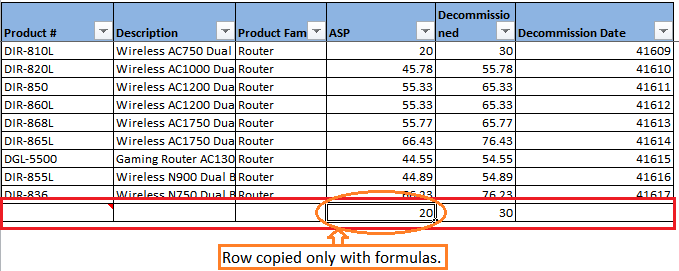 Product # Description Product Fam ASP Decommissio
ned Decommission Date
DIR-810L Wireless AC750 Dual Router 20 30 41609
DIR-820L Wireless AC1000 Dua Router 45.78 55.78 41610
DIR-850 Wireless AC1200 Dua Router 55.33 65.33 41611
DIR-860L Wireless AC1200 Dua Router 55.33 65.33 41612
DIR-868L Wireless AC1750 Dua Router 55.77 65.77 41613
DIR-865L Wireless AC1750 Dua Router 66.43 76.43 41614
DGL-5500 Gaming Router AC130 Router 44.55 54.55 41615
DIR-855L Wireless N900 Dual B Router 44.89 54.89 41616
DIR-836 Wireless N750 Dual B Router 66.23 76.23 41617
20 30
Row copied only with formulas.